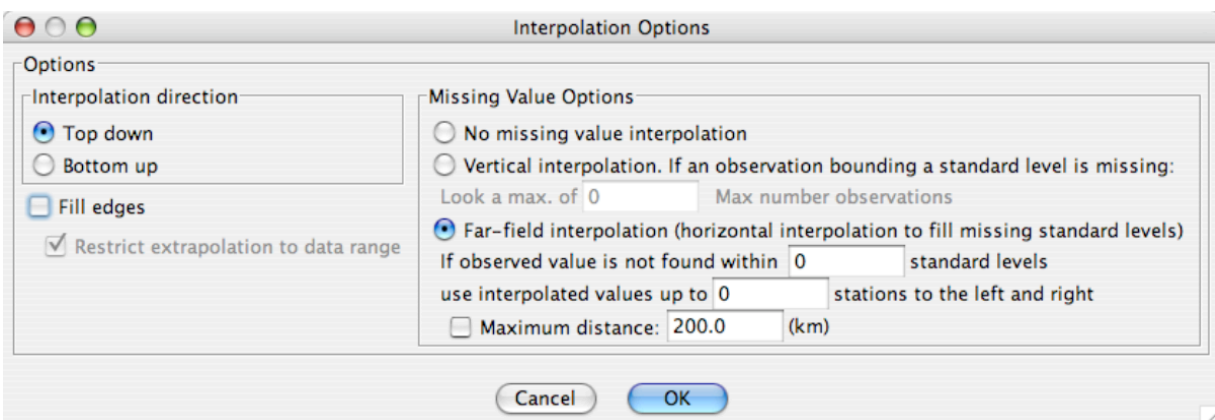 Interpolation Options
Options
Interpolation direction
Top down
Bottom up
Fill edges
Restrict extrapolation to data range
Missing Value Options
No missing value interpolation
Vertical interpolation. If an observation bounding a standard level is missing:
Look a max. of 0 Max number observations
Far-field interpolation (horizontal interpolation to fill missing standard levels)
If observed value is not found within 0 standard levels
use interpolated values up to 0 stations to the left and right
Maximum distance: 200.0 (km)
Cancel OK